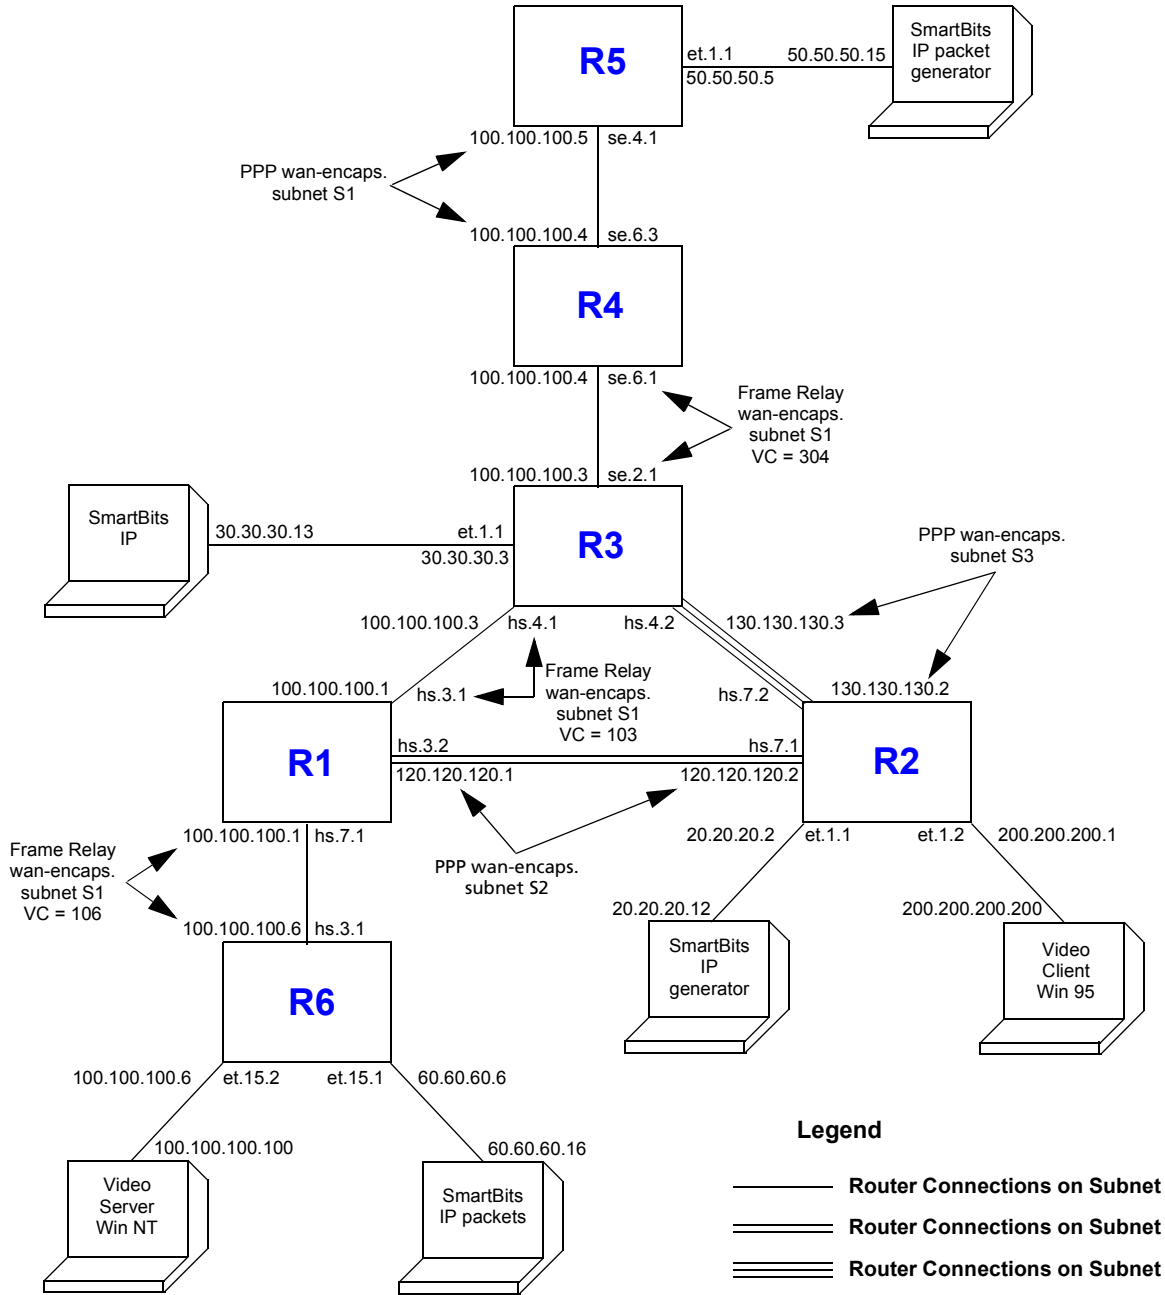 R5
et.1.1
50.50.50.15
50.50.50.5
SmartBits
IP packet
generator
100.100.100.5
se.4.1
PPP wan-encaps.
subnet S1
100.100.100.4
se.6.3
R4
100.100.100.4
se.6.1
Frame Relay
wan-encaps.
subnet S1
VC = 304
100.100.100.3
se.2.1
SmartBits
IP
30.30.30.13
et.1.1
30.30.30.3
R3
PPP wan-encaps.
subnet S3
100.100.100.3
hs.4.1
hs.4.2
130.130.130.3
100.100.100.1
hs.3.1
Frame Relay
wan-encaps.
subnet S1
VC = 103
hs.7.2
130.130.130.2
R1
hs.3.2
hs.7.1
120.120.120.1
120.120.120.2
R2
100.100.100.1
hs.7.1
Frame Relay
wan-encaps.
subnet S1
VC = 106
PPP wan-encaps.
subnet S2
20.20.20.2
et.1.1
et.1.2
200.200.200.1
100.100.100.6
hs.3.1
20.20.20.12
200.200.200.200
R6
SmartBits
IP
generator
Video
Client
Win 95
100.100.100.6
et.15.2
et.15.1
60.60.60.6
100.100.100.100
60.60.60.16
Video
Server
Win NT
SmartBits
IP packets
Legend
Router Connections on Subnet
Router Connections on Subnet
Router Connections on Subnet